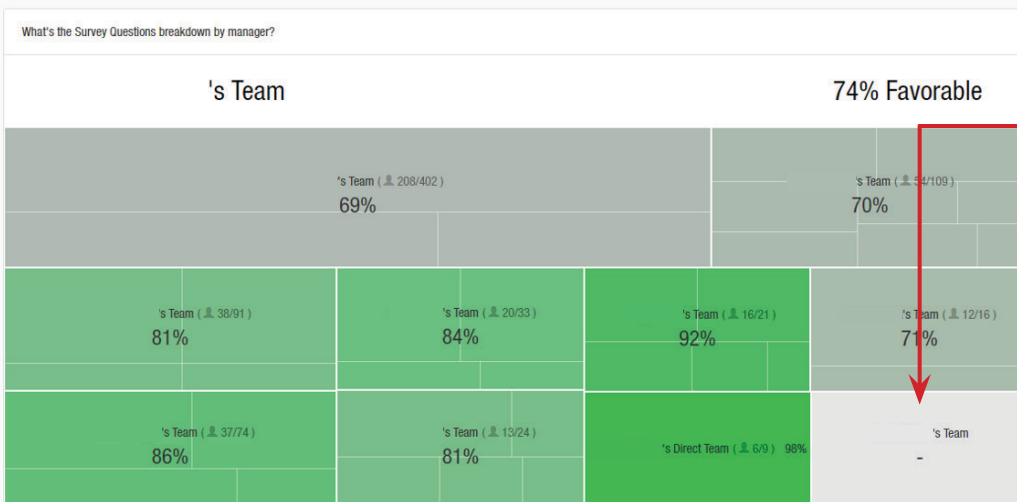 What's the Survey Questions breakdown by manager?
's Team
74% Favorable
's Team ( 208/402 )
69%
's Team ( 54/109 )
70%
's Team ( 38/91 )
81%
's Team ( 20/33 )
84%
's Team ( 16/21 )
92%
's Team ( 12/16 )
71%
's Team ( 37/74 )
86%
's Team ( 13/24 )
81%
's Direct Team ( 6/9 ) 98%
's Team
-